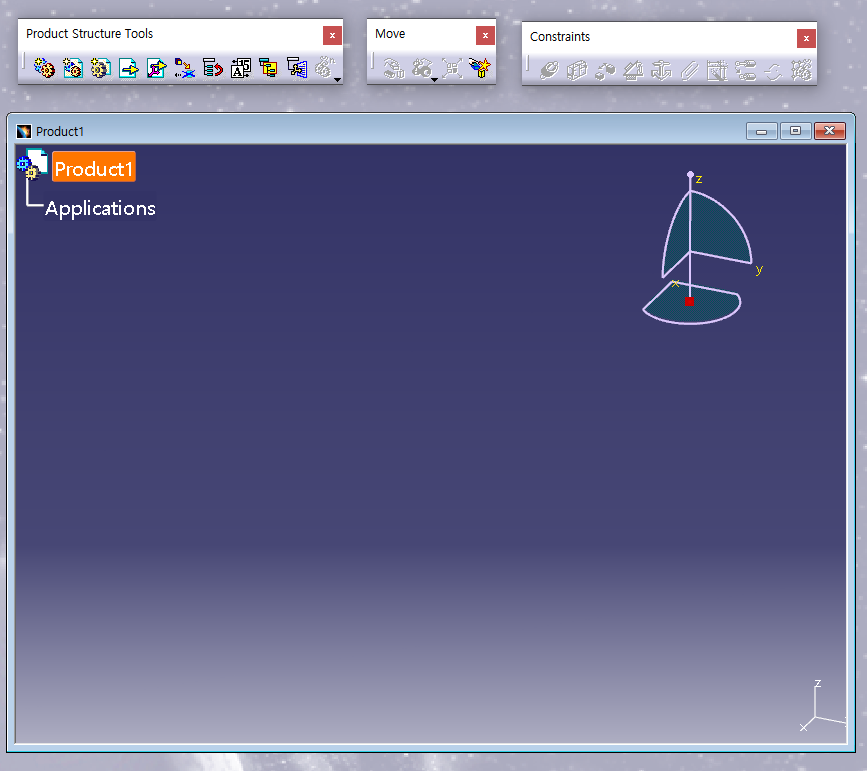 Product Structure Tools
x
Move
x
Constraints
x
Product1
Product1
Applications
z
y
x
z
x